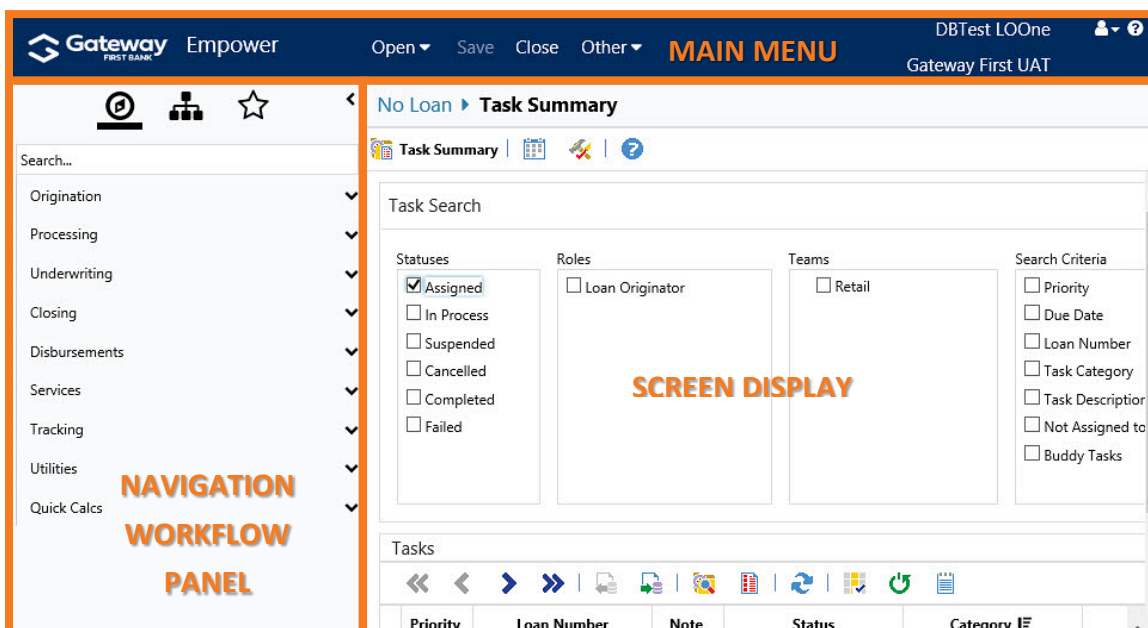 Gateway Empower
FIRST BANK
Open Save Close Other
MAIN MENU
DBTest LOOne
Gateway First UAT
No Loan Task Summary
Task Summary
Search...
Origination
Processing
Underwriting
Closing
Disbursements
Services
Tracking
Utilities
Quick Calcs
NAVIGATION
WORKFLOW
PANEL
Task Search
Statuses
Assigned
In Process
Suspended
Cancelled
Completed
Failed
Roles
Loan Originator
Teams
Retail
Search Criteria
Priority
Due Date
Loan Number
Task Category
Task Description
Not Assigned to
Buddy Tasks
SCREEN DISPLAY
Tasks
Priority Loan Number Note Status Category